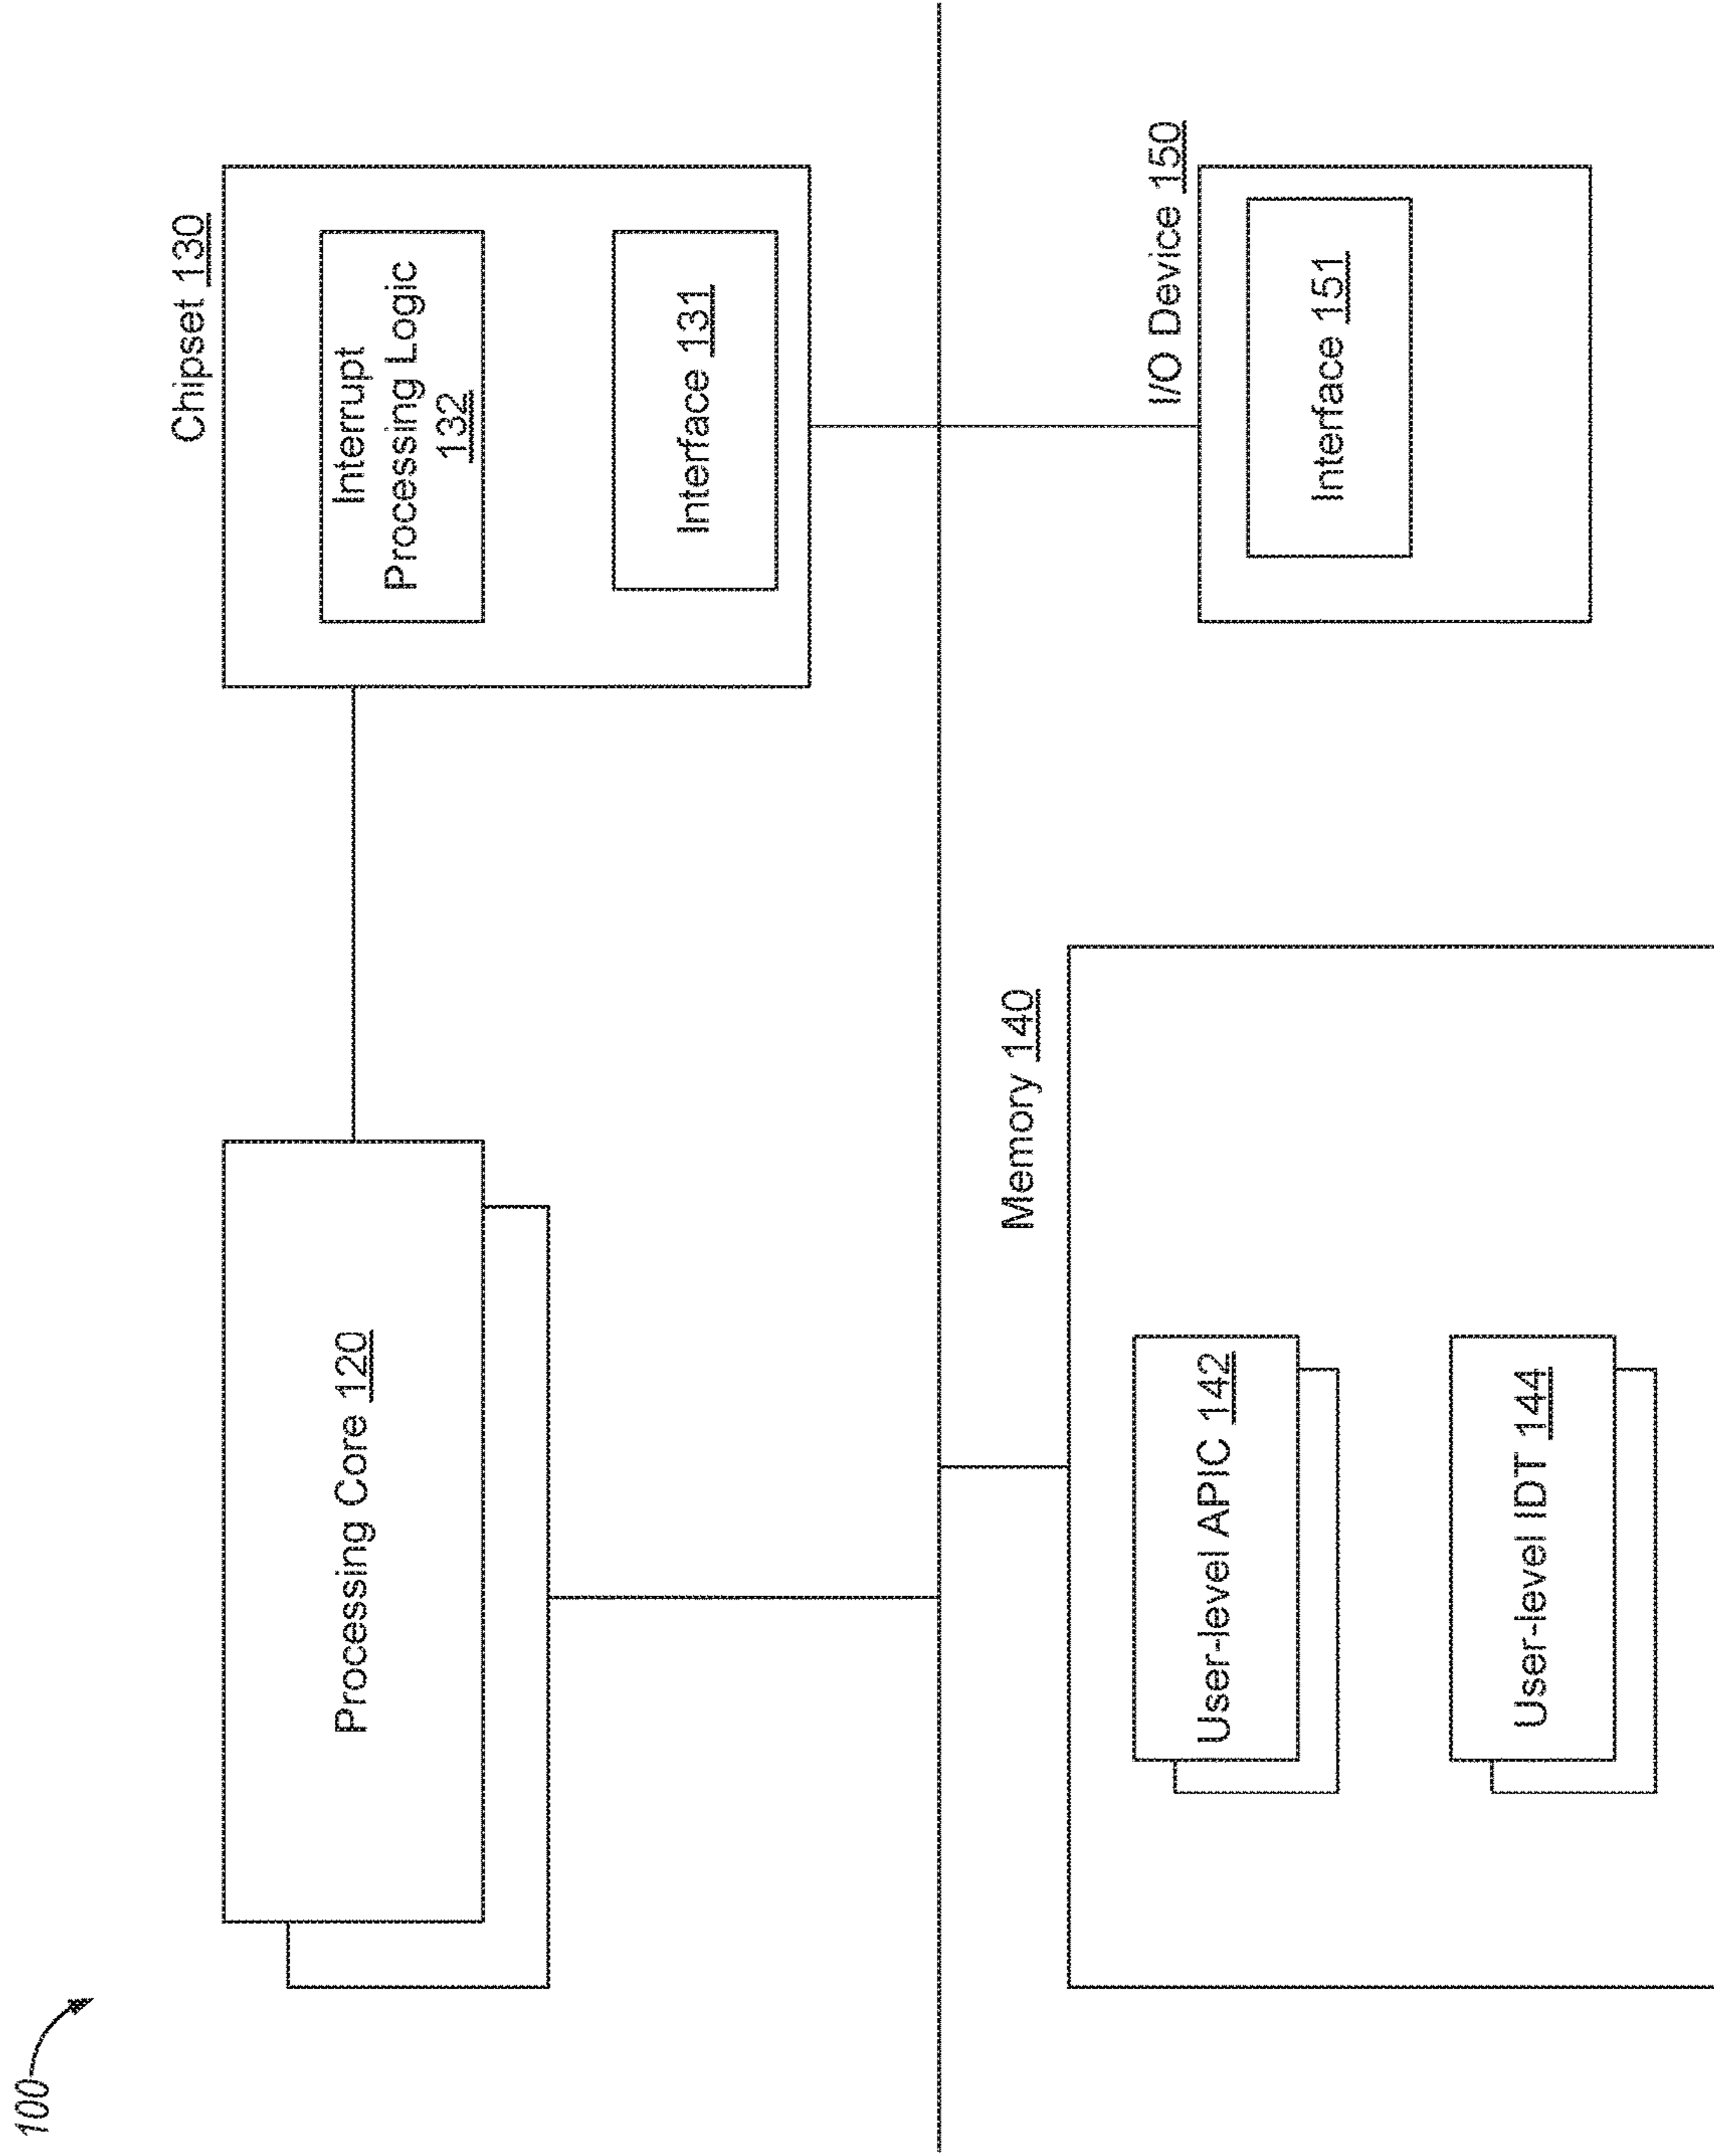 100
Processing Core 120
Chipset 130
Interrupt
Processing Logic
132
Interface 131
Memory 140
User-level APIC 142
User-level IDT 144
I/O Device 150
Interface 151